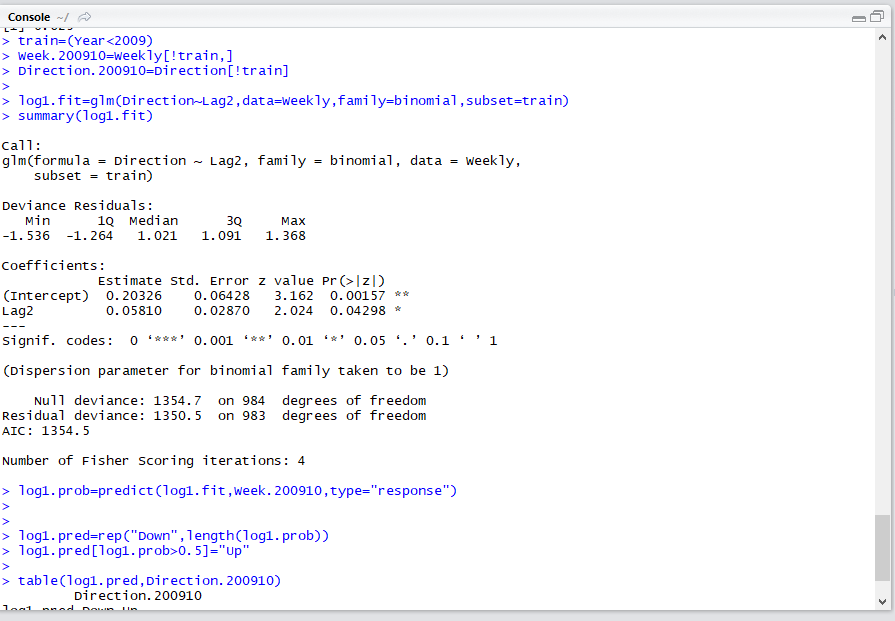 Console ~/
> train=(Year<2009)
> Week.200910=Weekly[!train,]
> Direction.200910=Direction[!train]
>
> log1.fit=glm(Direction~Lag2,data=Weekly,family=binomial,subset=train)
> summary(log1.fit)
Call:
glm(formula = Direction ~ Lag2, family = binomial, data = Weekly,
    subset = train)
Deviance Residuals:
   Min      1Q  Median      3Q     Max
-1.536  -1.264   1.021   1.091   1.368
Coefficients:
            Estimate Std. Error z value Pr(>|z|)
(Intercept)  0.20326    0.06428   3.162  0.00157 **
Lag2         0.05810    0.02870   2.024  0.04298 *
---
Signif. codes:  0 ‘***’ 0.001 ‘**’ 0.01 ‘*’ 0.05 ‘.’ 0.1 ‘ ’ 1
(Dispersion parameter for binomial family taken to be 1)
    Null deviance: 1354.7  on 984  degrees of freedom
Residual deviance: 1350.5  on 983  degrees of freedom
AIC: 1354.5
Number of Fisher Scoring iterations: 4
> log1.prob=predict(log1.fit,Week.200910,type="response")
>
>
> log1.pred=rep("Down",length(log1.prob))
> log1.pred[log1.prob>0.5]="Up"
>
> table(log1.pred,Direction.200910)
         Direction.200910
log1.pred Down Up